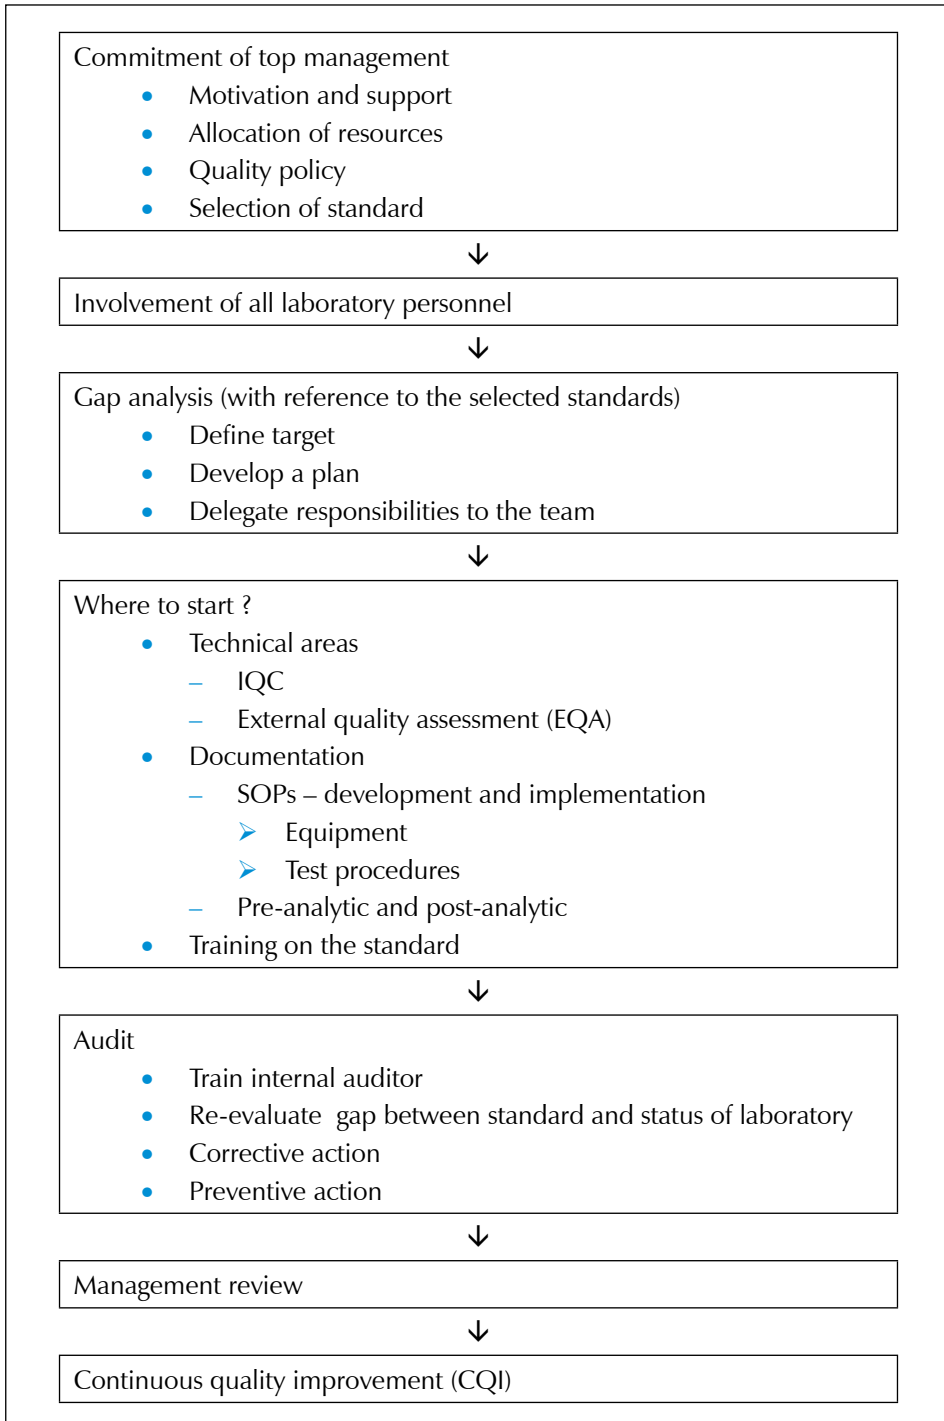 Commitment of top management
• Motivation and support
• Allocation of resources
• Quality policy
• Selection of standard
↓
Involvement of all laboratory personnel
↓
Gap analysis (with reference to the selected standards)
• Define target
• Develop a plan
• Delegate responsibilities to the team
↓
Where to start ?
• Technical areas
– IQC
– External quality assessment (EQA)
• Documentation
– SOPs – development and implementation
➢ Equipment
➢ Test procedures
– Pre-analytic and post-analytic
• Training on the standard
↓
Audit
• Train internal auditor
• Re-evaluate gap between standard and status of laboratory
• Corrective action
• Preventive action
↓
Management review
↓
Continuous quality improvement (CQI)